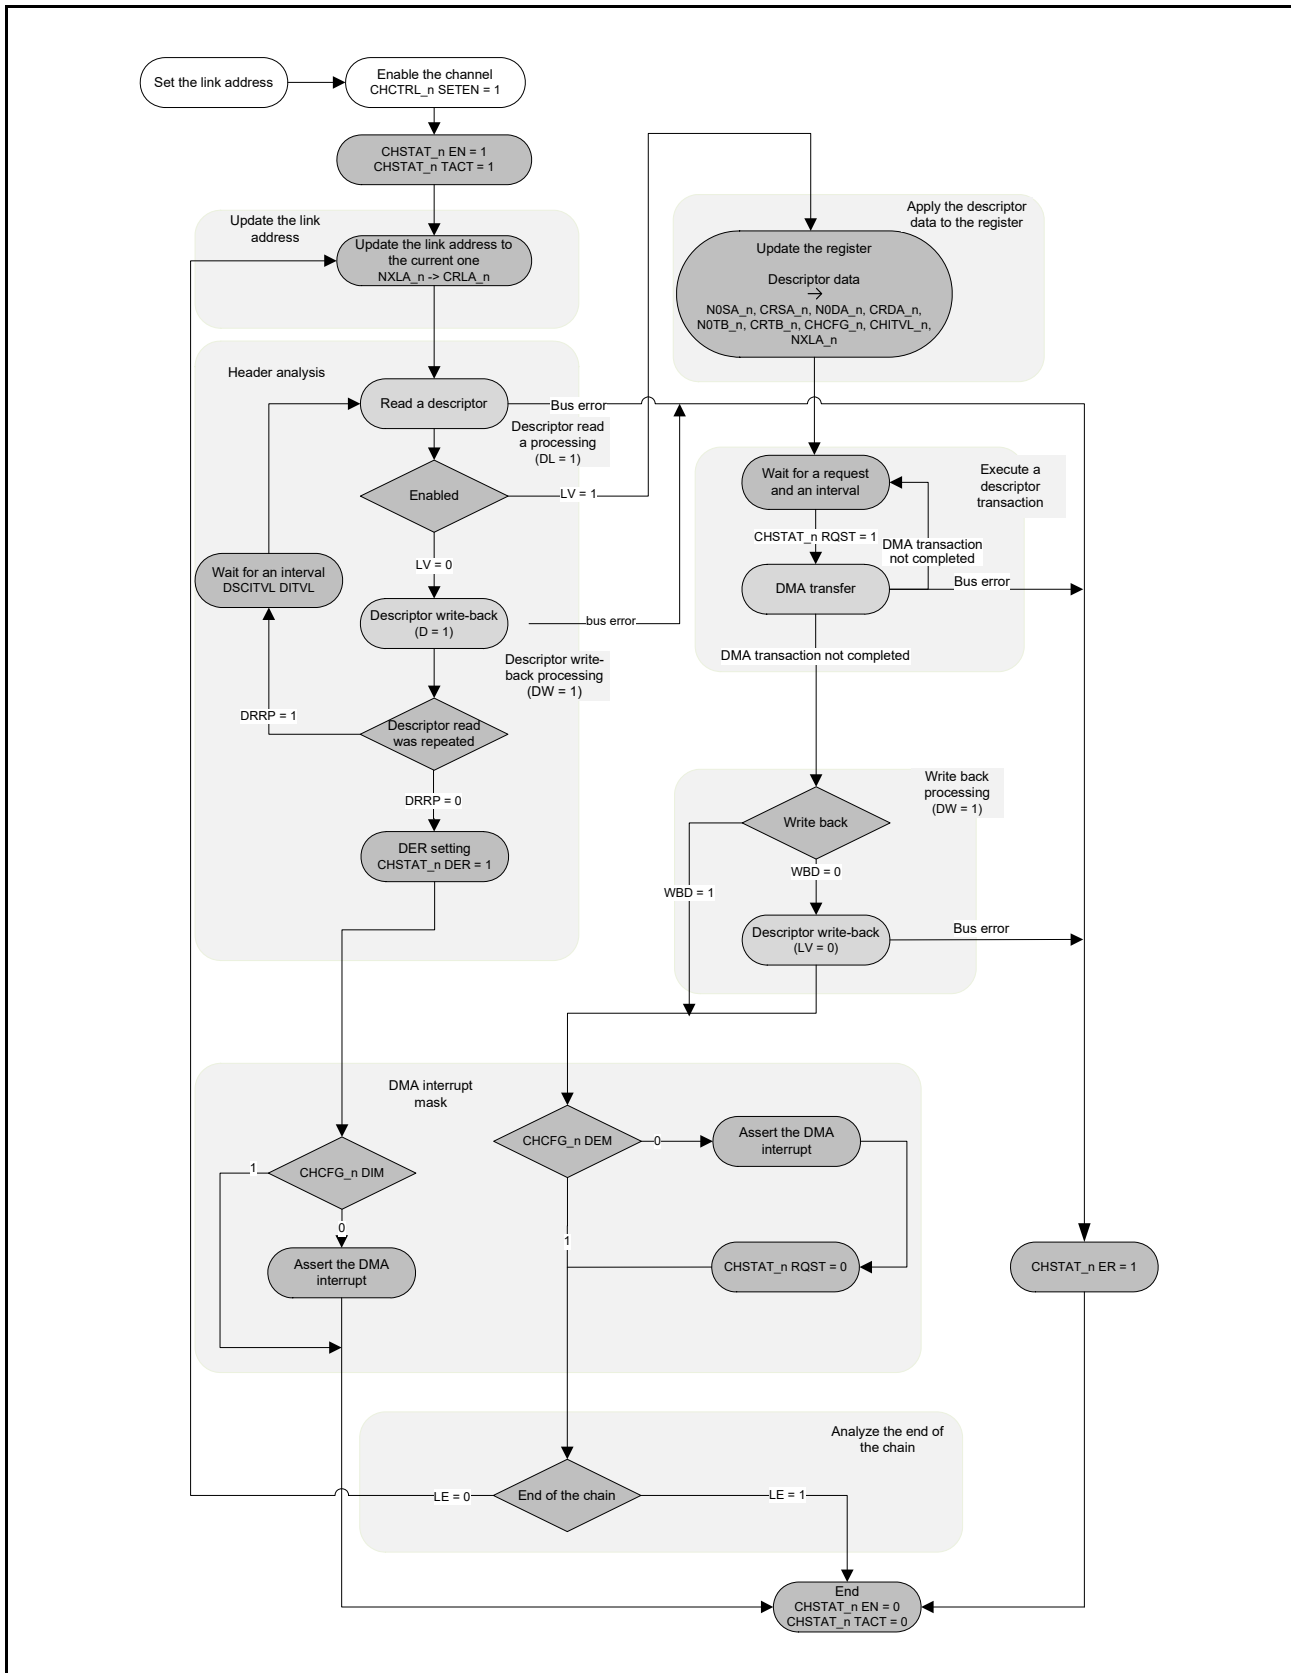 Set the link address
Enable the channel
CHCTRL_n SETEN = 1
CHSTAT_n EN = 1
CHSTAT_n TACT = 1
Update the link
address
Update the link address to
the current one
NXLA_n -> CRLA_n
Apply the descriptor
data to the register
Update the register
Descriptor data
→
N0SA_n, CRSA_n, N0DA_n, CRDA_n,
N0TB_n, CRTB_n, CHCFG_n, CHITVL_n,
NXLA_n
Header analysis
Read a descriptor
Bus error
Descriptor read
a processing
(DL = 1)
Enabled
LV = 1
LV = 0
Wait for an interval
DSCITVL DITVL
Descriptor write-back
(D = 1)
bus error
Descriptor write-
back processing
(DW = 1)
DRRP = 1
Descriptor read
was repeated
DRRP = 0
DER setting
CHSTAT_n DER = 1
Wait for a request
and an interval
Execute a
descriptor
transaction
CHSTAT_n RQST = 1
DMA transaction
not completed
DMA transfer
Bus error
DMA transaction not completed
Write back
processing
(DW = 1)
Write back
WBD = 1
WBD = 0
Descriptor write-back
(LV = 0)
Bus error
DMA interrupt
mask
CHCFG_n DIM
1
0
Assert the DMA
interrupt
CHCFG_n DEM
0
Assert the DMA
interrupt
1
CHSTAT_n RQST = 0
CHSTAT_n ER = 1
Analyze the end of
the chain
LE = 0
End of the chain
LE = 1
End
CHSTAT_n EN = 0
CHSTAT_n TACT = 0